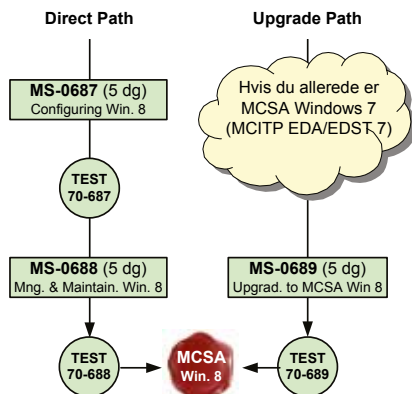 Direct Path
MS-0687 (5 dg)
Configuring Win. 8
TEST
70-687
MS-0688 (5 dg)
Mng. & Maintain. Win. 8
TEST
70-688
MCSA
Win. 8
Upgrade Path
Hvis du allerede er
MCSA Windows 7
(MCITP EDA/EDST 7)
MS-0689 (5 dg)
Upgrad. to MCSA Win 8
TEST
70-689